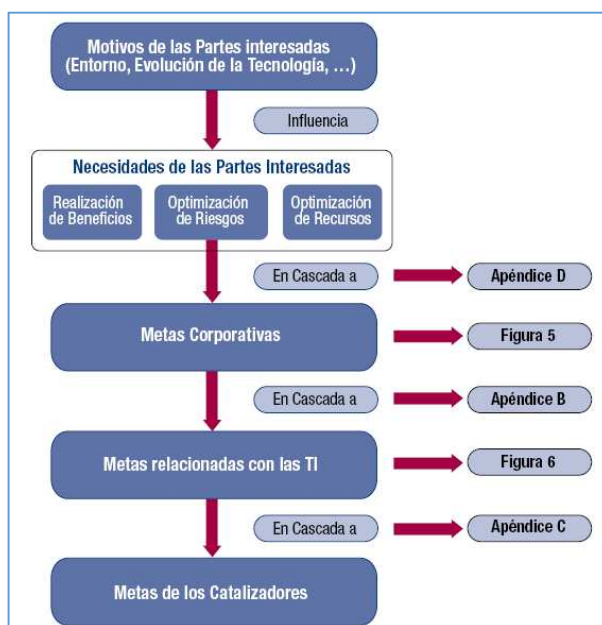 Motivos de las Partes interesadas
(Entorno, Evolución de la Tecnología, …)
Influencia
Necesidades de las Partes Interesadas
Realización
de Beneficios
Optimización
de Riesgos
Optimización
de Recursos
En Cascada a
Apéndice D
Metas Corporativas
Figura 5
En Cascada a
Apéndice B
Metas relacionadas con las TI
Figura 6
En Cascada a
Apéndice C
Metas de los Catalizadores